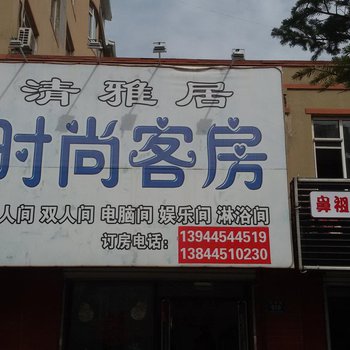 清雅居
时尚客房
人间 双人间 电脑间 娱乐间 淋浴间
订房电话：
13944544519
13844510230